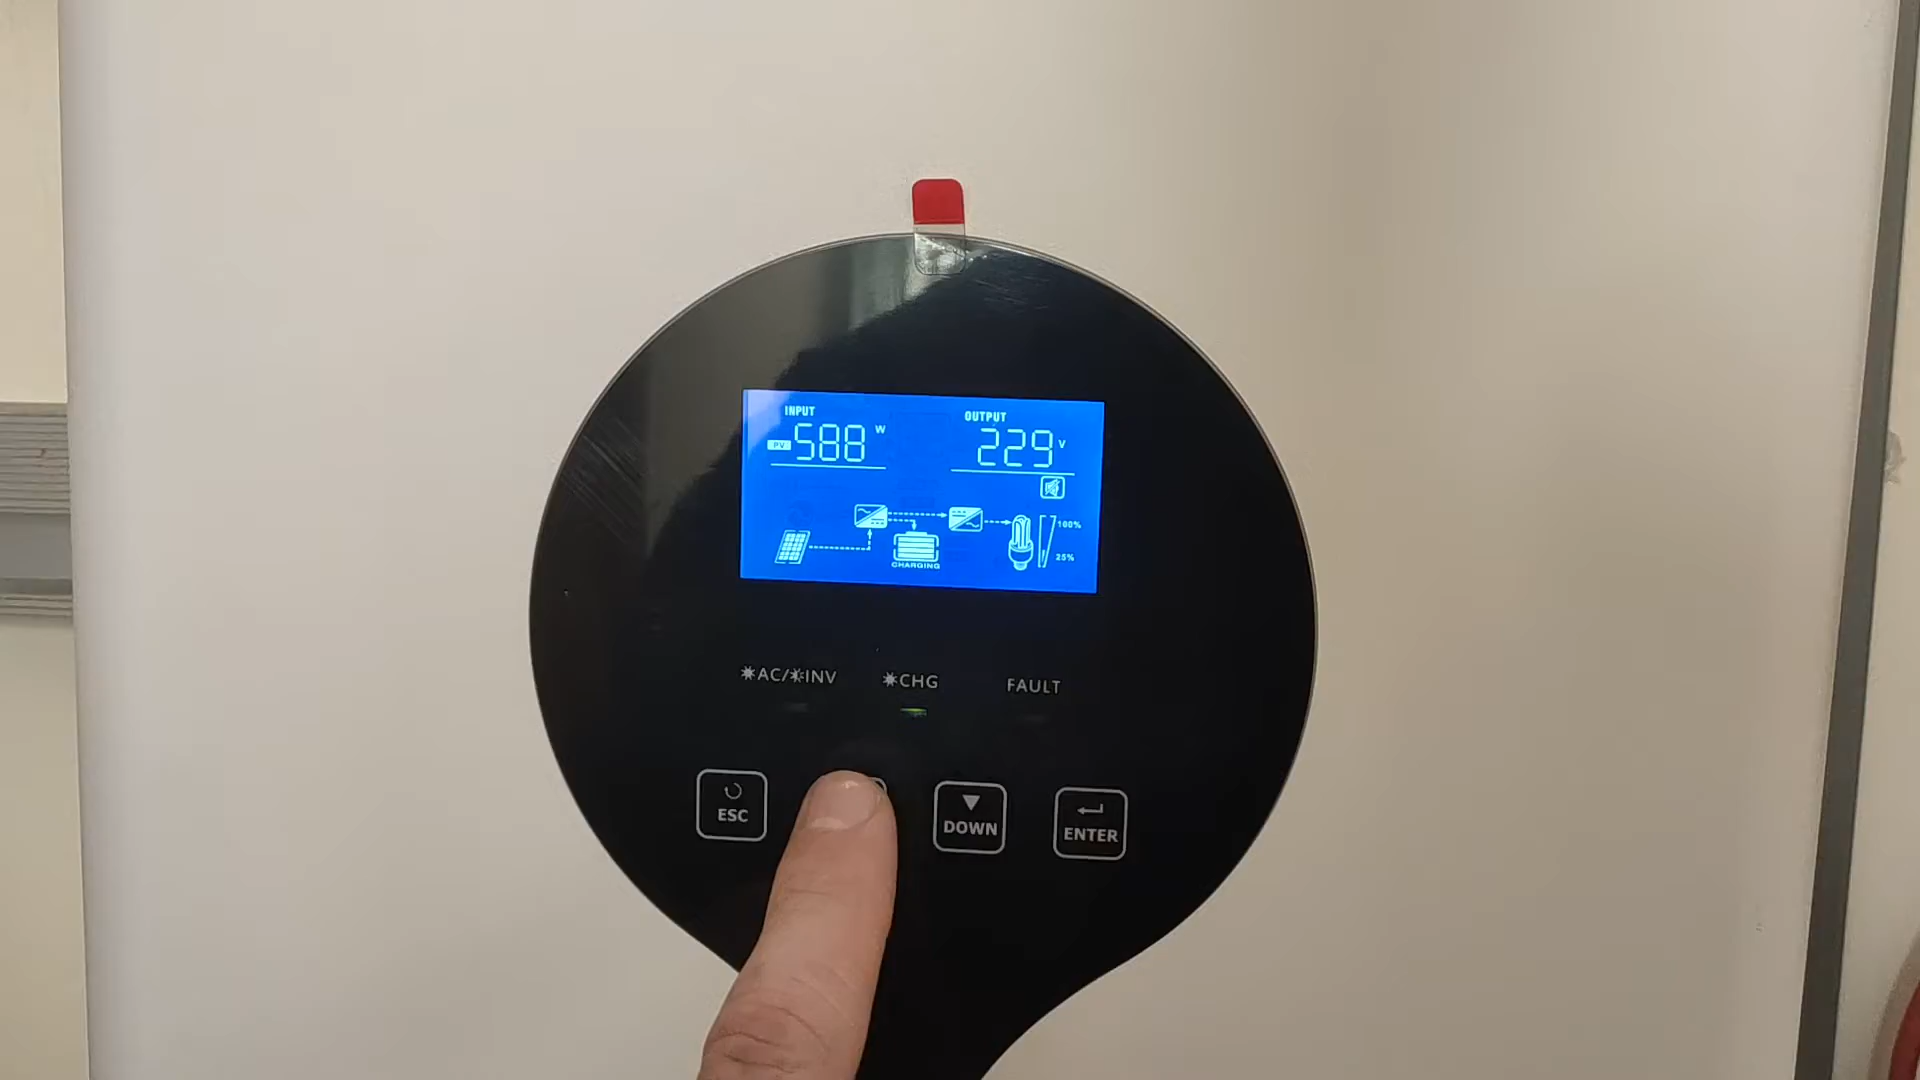 INPUT
OUTPUT
PV 588 W
229 V
100%
25%
CHARGING
AC/ INV
CHG
FAULT
ESC
DOWN
ENTER